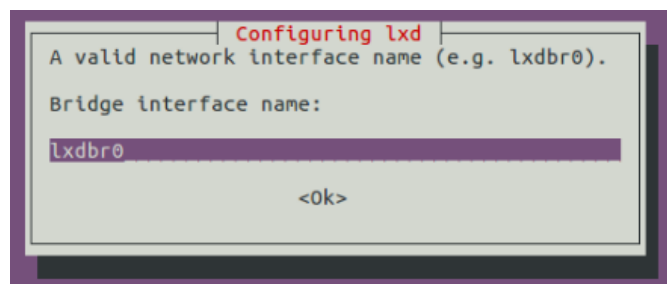 Configuring lxd
A valid network interface name (e.g. lxdbr0).
Bridge interface name:
lxdbr0
<Ok>